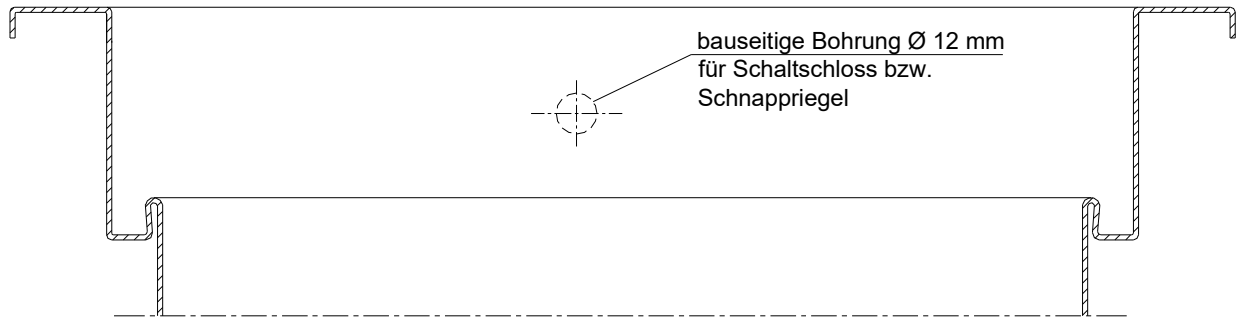 bauseitige Bohrung Ø 12 mm
für Schaltschloss bzw.
Schnappriegel